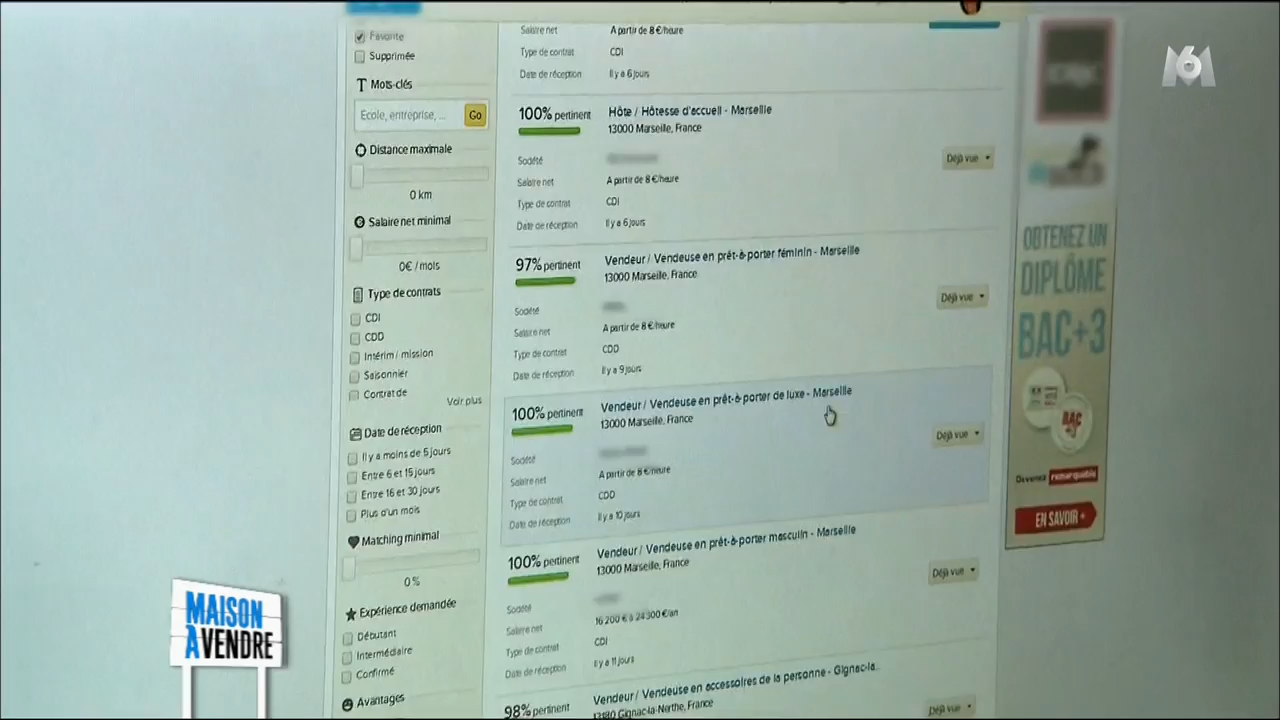 Favorite
Supprimée
Mots-clés
Ecole, entreprise, ...
Go
Distance maximale
0 km
Salaire net minimal
0€ / mois
Type de contrats
CDI
CDD
Intérim / mission
Saisonnier
Contrat de
Voir plus
Date de réception
Il y a moins de 5 jours
Entre 6 et 15 jours
Entre 16 et 30 jours
Plus d'un mois
Matching minimal
0 %
Expérience demandée
Débutant
Intermédiaire
Confirmé
Avantages
Salaire net A partir de 8 €/heure
Type de contrat CDI
Date de réception Il y a 6 jours
100% pertinent Hôte / Hôtesse d'accueil - Marseille
13000 Marseille, France
Société
Déjà vue
Salaire net A partir de 8 €/heure
Type de contrat CDI
Date de réception Il y a 6 jours
97% pertinent Vendeur / Vendeuse en prêt-à-porter féminin - Marseille
13000 Marseille, France
Société
Déjà vue
Salaire net A partir de 8 €/heure
Type de contrat CDD
Date de réception Il y a 9 jours
100% pertinent Vendeur / Vendeuse en prêt-à-porter de luxe - Marseille
13000 Marseille, France
Société
Déjà vue
Salaire net A partir de 8 €/heure
Type de contrat CDD
Date de réception Il y a 10 jours
100% pertinent Vendeur / Vendeuse en prêt-à-porter masculin - Marseille
13000 Marseille, France
Société
Déjà vue
Salaire net 16 200 € à 24 300 €/an
Type de contrat CDI
Date de réception Il y a 11 jours
98% pertinent Vendeur / Vendeuse en accessoires de la personne - Gignac-la...
13180 Gignac-la-Nerthe, France
Déjà vue
M6
OBTENEZ UN
DIPLÔME
BAC+3
BAC
+3
Devenez remarquable
EN SAVOIR +
MAISON
À VENDRE